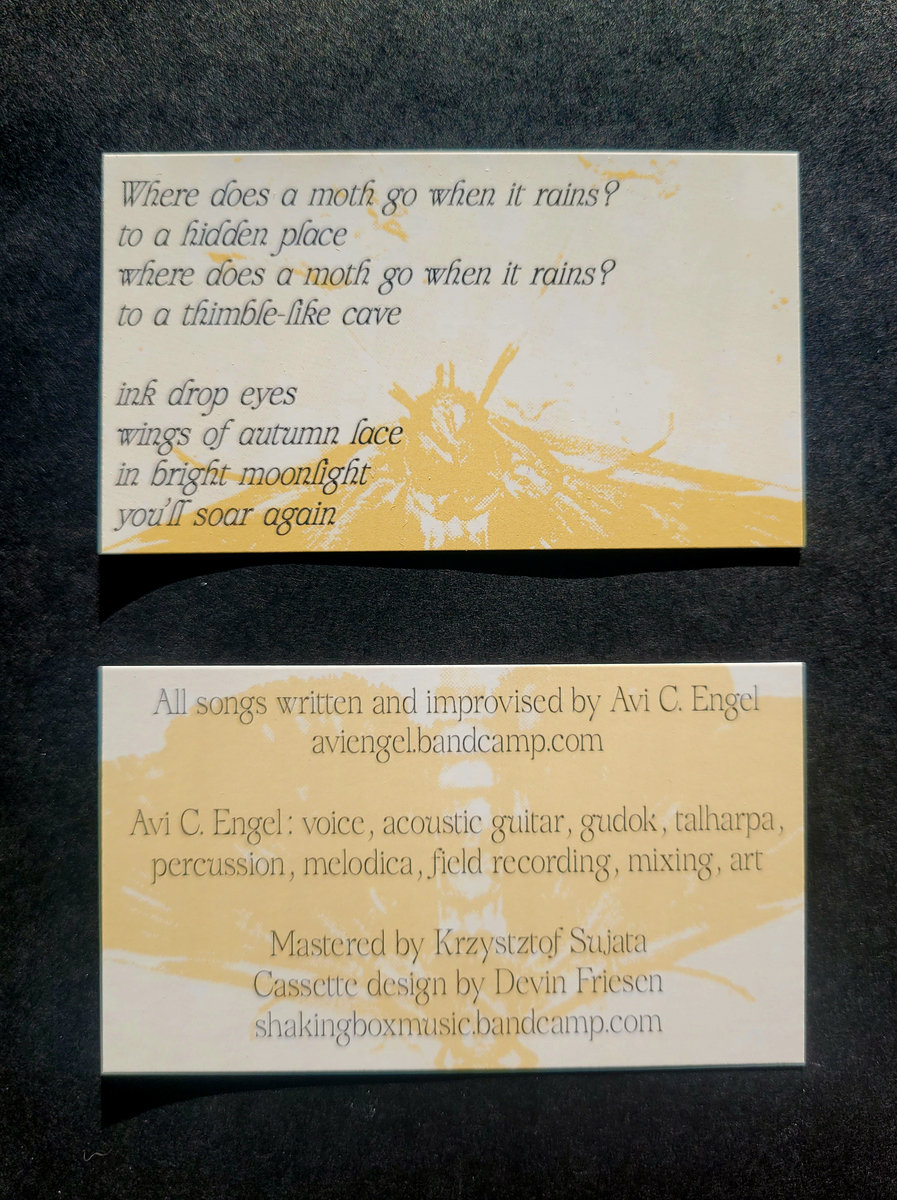 Where does a moth go when it rains?
to a hidden place
where does a moth go when it rains?
to a thimble-like cave
ink drop eyes
wings of autumn lace
in bright moonlight
you'll soar again
All songs written and improvised by Avi C. Engel
aviengel.bandcamp.com
Avi C. Engel: voice, acoustic guitar, gudok, talharpa,
percussion, melodica, field recording, mixing, art
Mastered by Krzystztof Sujata
Cassette design by Devin Friesen
shakingboxmusic.bandcamp.com